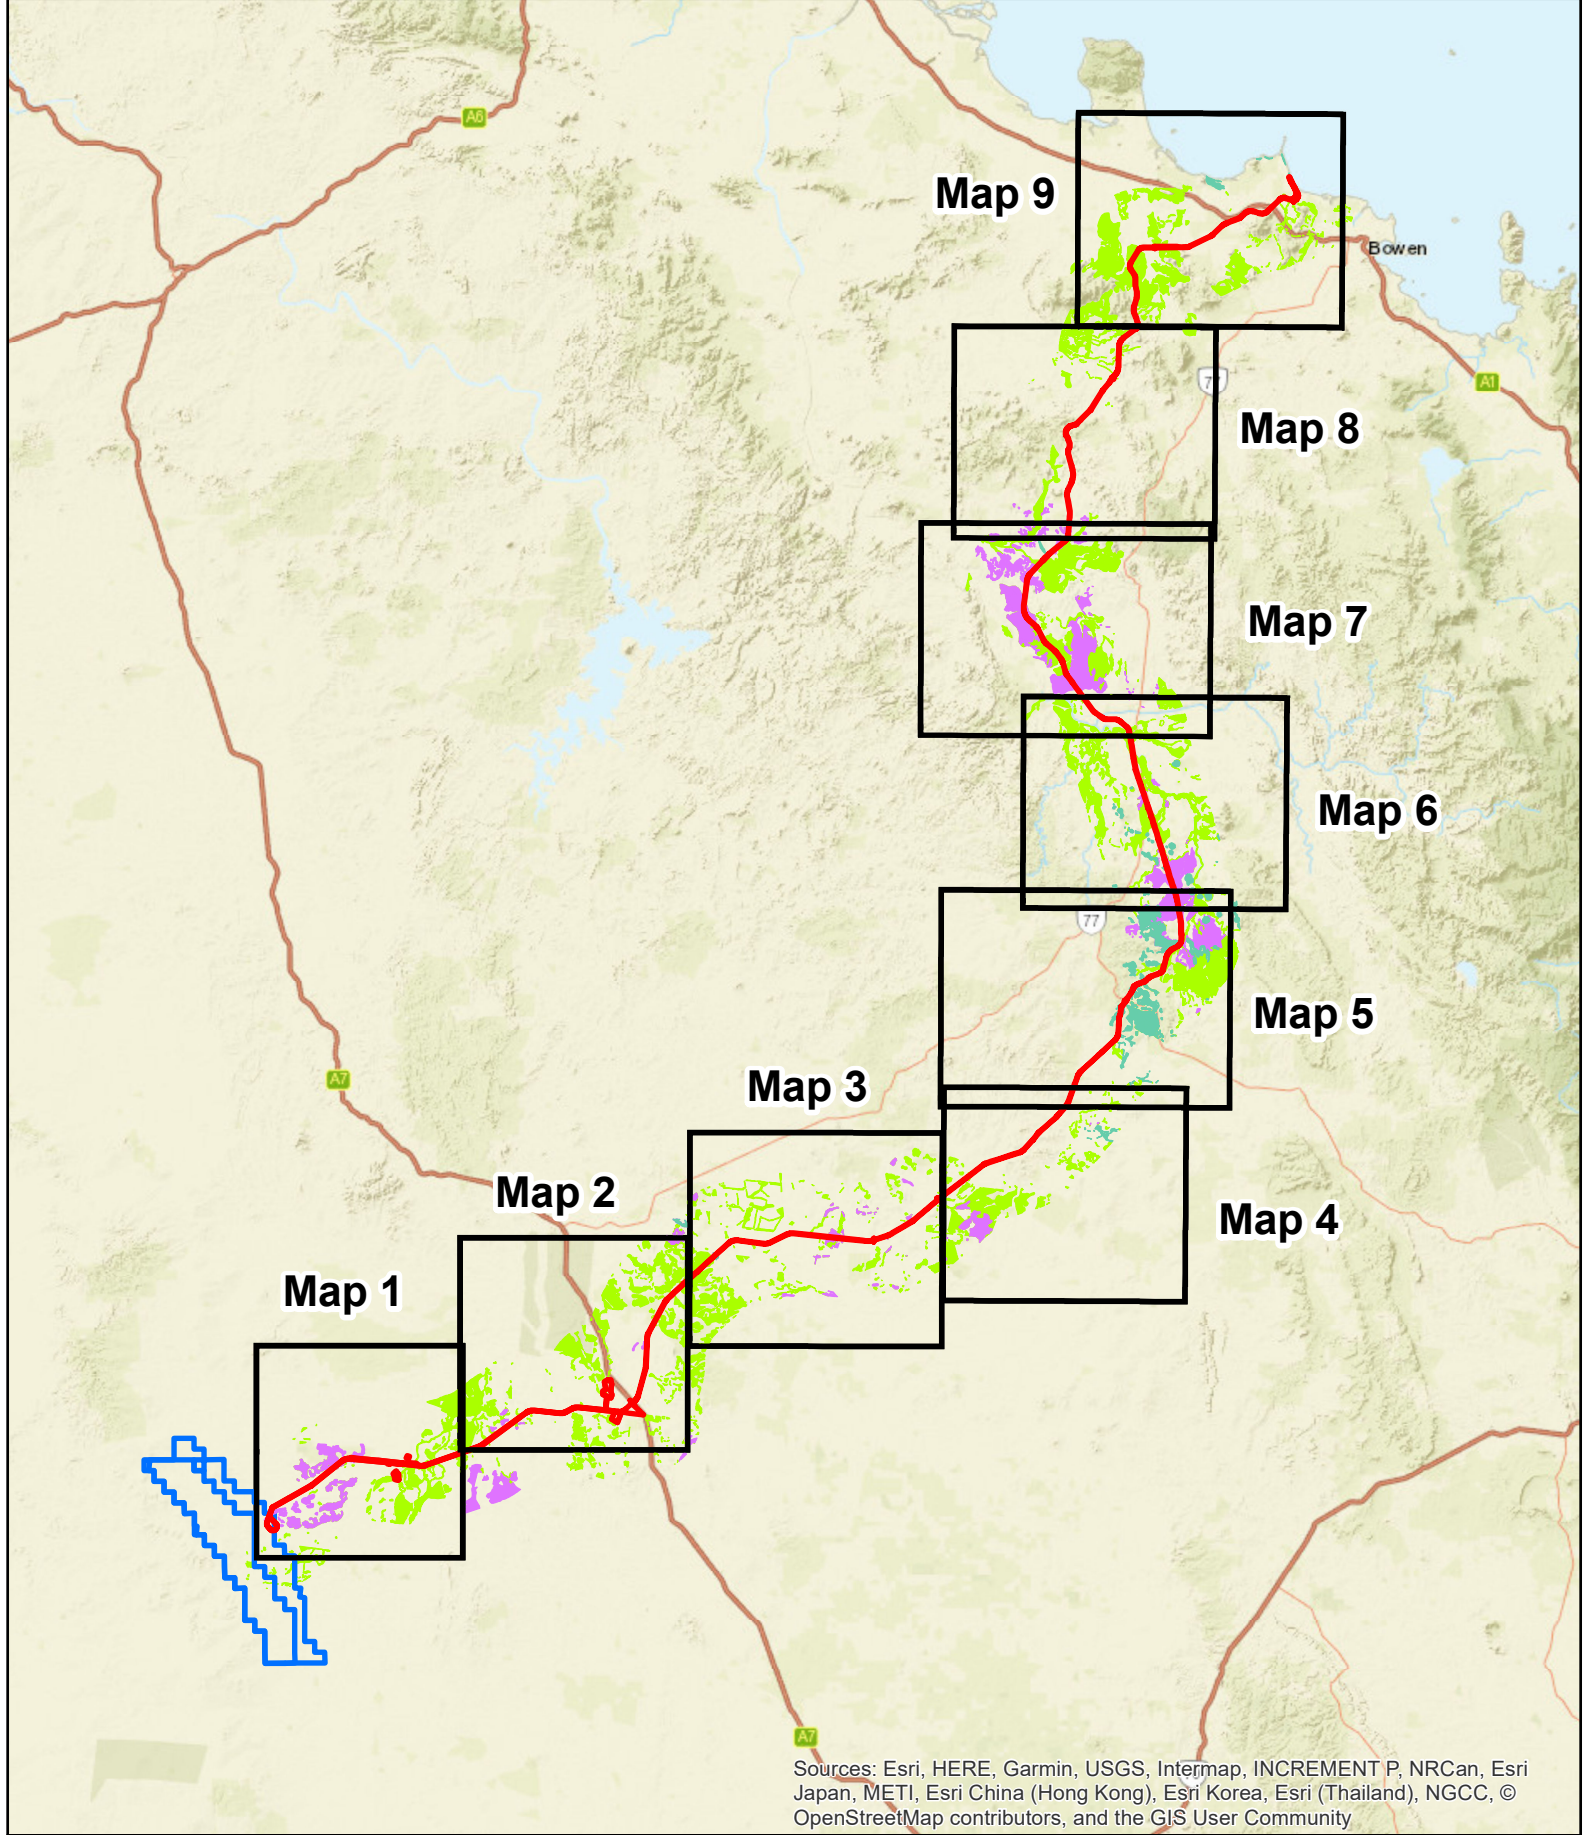 A6
Map 9
Bowen
77
A1
Map 8
Map 7
Map 6
77
Map 5
A7
Map 3
Map 2
Map 4
Map 1
A7
Sources: Esri, HERE, Garmin, USGS, Intermap, INCREMENT P, NRCan, Esri
Japan, METI, Esri China (Hong Kong), Esri Korea, Esri (Thailand), NGCC, ©
OpenStreetMap contributors, and the GIS User Community